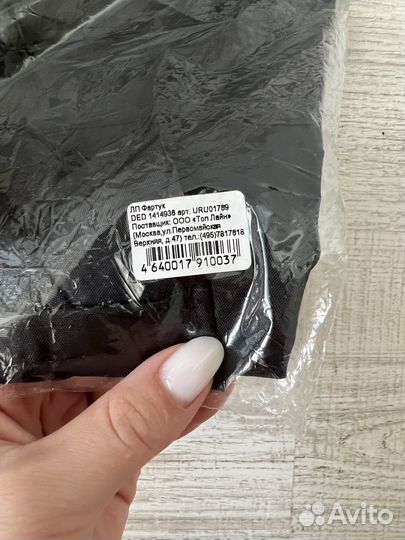 ЛП Фартук
DED 1414938 арт. URU01789
Поставщик: ООО «Топ Лайн»
(Москва,ул.Первомайская
Верхняя, д.47) тел.:(495)7817818
4 640017 910037
Avito